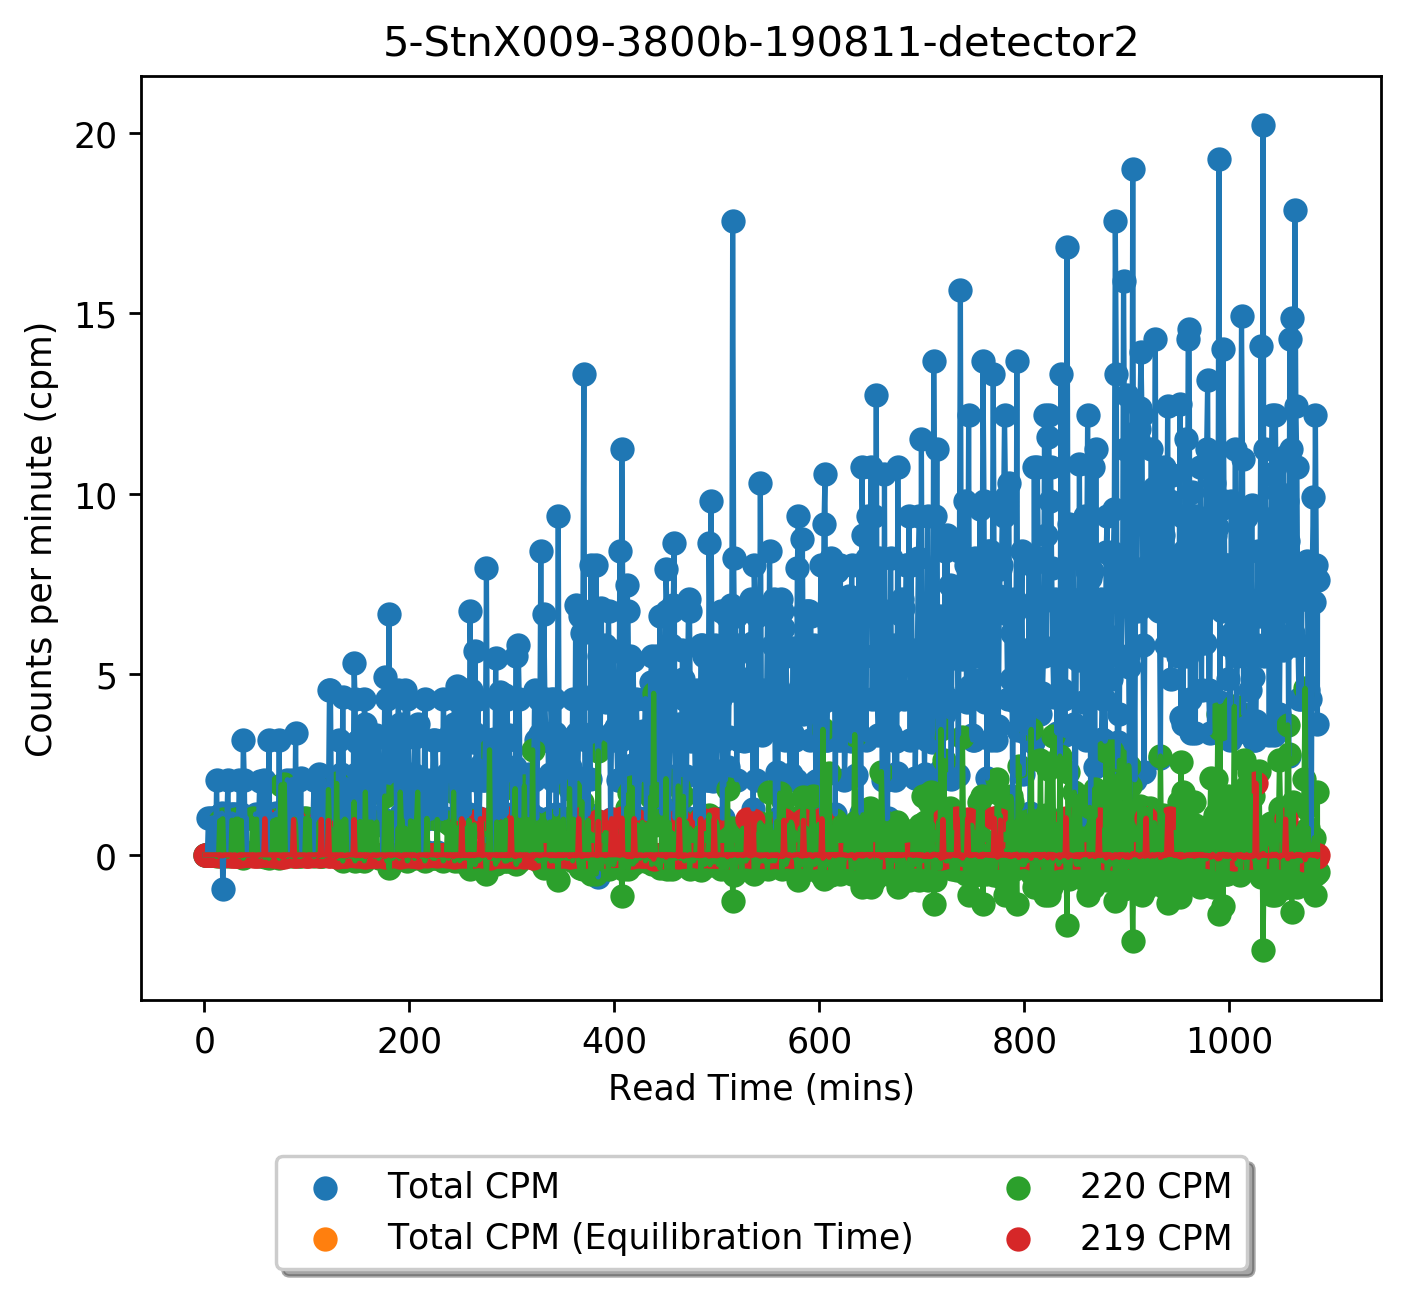 5-StnX009-3800b-190811-detector2
20
15
10
5
0
Counts per minute (cpm)
0 200 400 600 800 1000
Read Time (mins)
Total CPM
Total CPM (Equilibration Time)
220 CPM
219 CPM